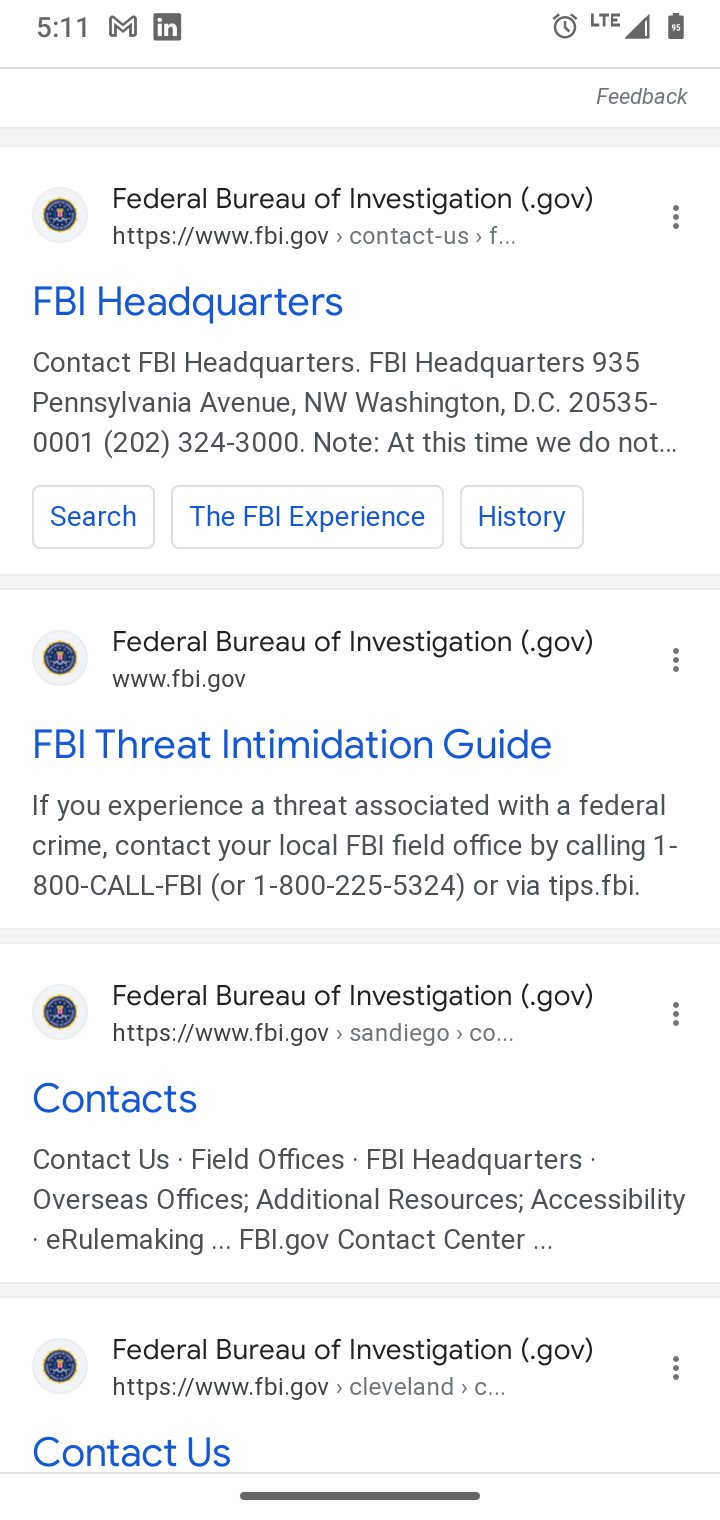 5:11
LTE
95
Feedback
Federal Bureau of Investigation (.gov)
https://www.fbi.gov › contact-us › f...
FBI Headquarters
Contact FBI Headquarters. FBI Headquarters 935
Pennsylvania Avenue, NW Washington, D.C. 20535-
0001 (202) 324-3000. Note: At this time we do not...
Search The FBI Experience History
Federal Bureau of Investigation (.gov)
www.fbi.gov
FBI Threat Intimidation Guide
If you experience a threat associated with a federal
crime, contact your local FBI field office by calling 1-
800-CALL-FBI (or 1-800-225-5324) or via tips.fbi.
Federal Bureau of Investigation (.gov)
https://www.fbi.gov › sandiego › co...
Contacts
Contact Us · Field Offices · FBI Headquarters ·
Overseas Offices; Additional Resources; Accessibility
· eRulemaking ... FBI.gov Contact Center ...
Federal Bureau of Investigation (.gov)
https://www.fbi.gov › cleveland › c...
Contact Us